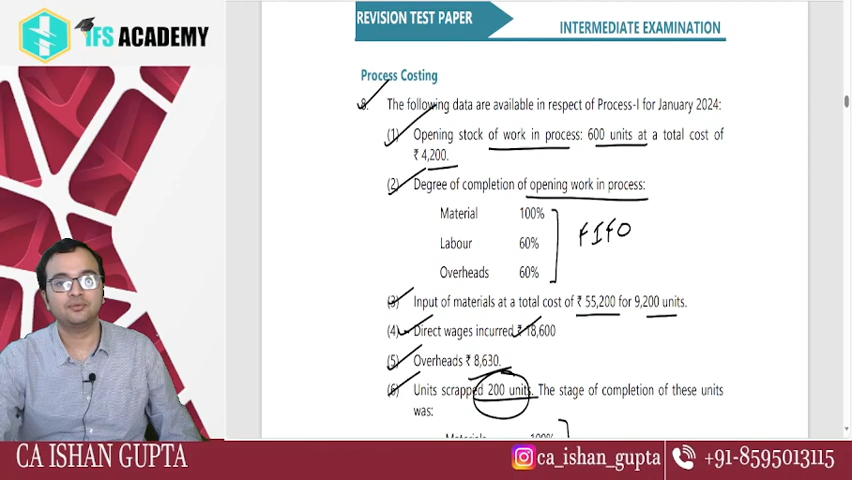 IFS ACADEMY
REVISION TEST PAPER
INTERMEDIATE EXAMINATION
Process Costing
8. The following data are available in respect of Process-I for January 2024:
(1) Opening stock of work in process: 600 units at a total cost of
₹ 4,200.
(2) Degree of completion of opening work in process:
Material 100%
Labour 60%
Overheads 60%
FIFO
(3) Input of materials at a total cost of ₹ 55,200 for 9,200 units.
(4) Direct wages incurred ₹ 18,600
(5) Overheads ₹ 8,630.
(6) Units scrapped 200 units. The stage of completion of these units
was:
Materials 100%
CA ISHAN GUPTA
ca_ishan_gupta
+91-8595013115